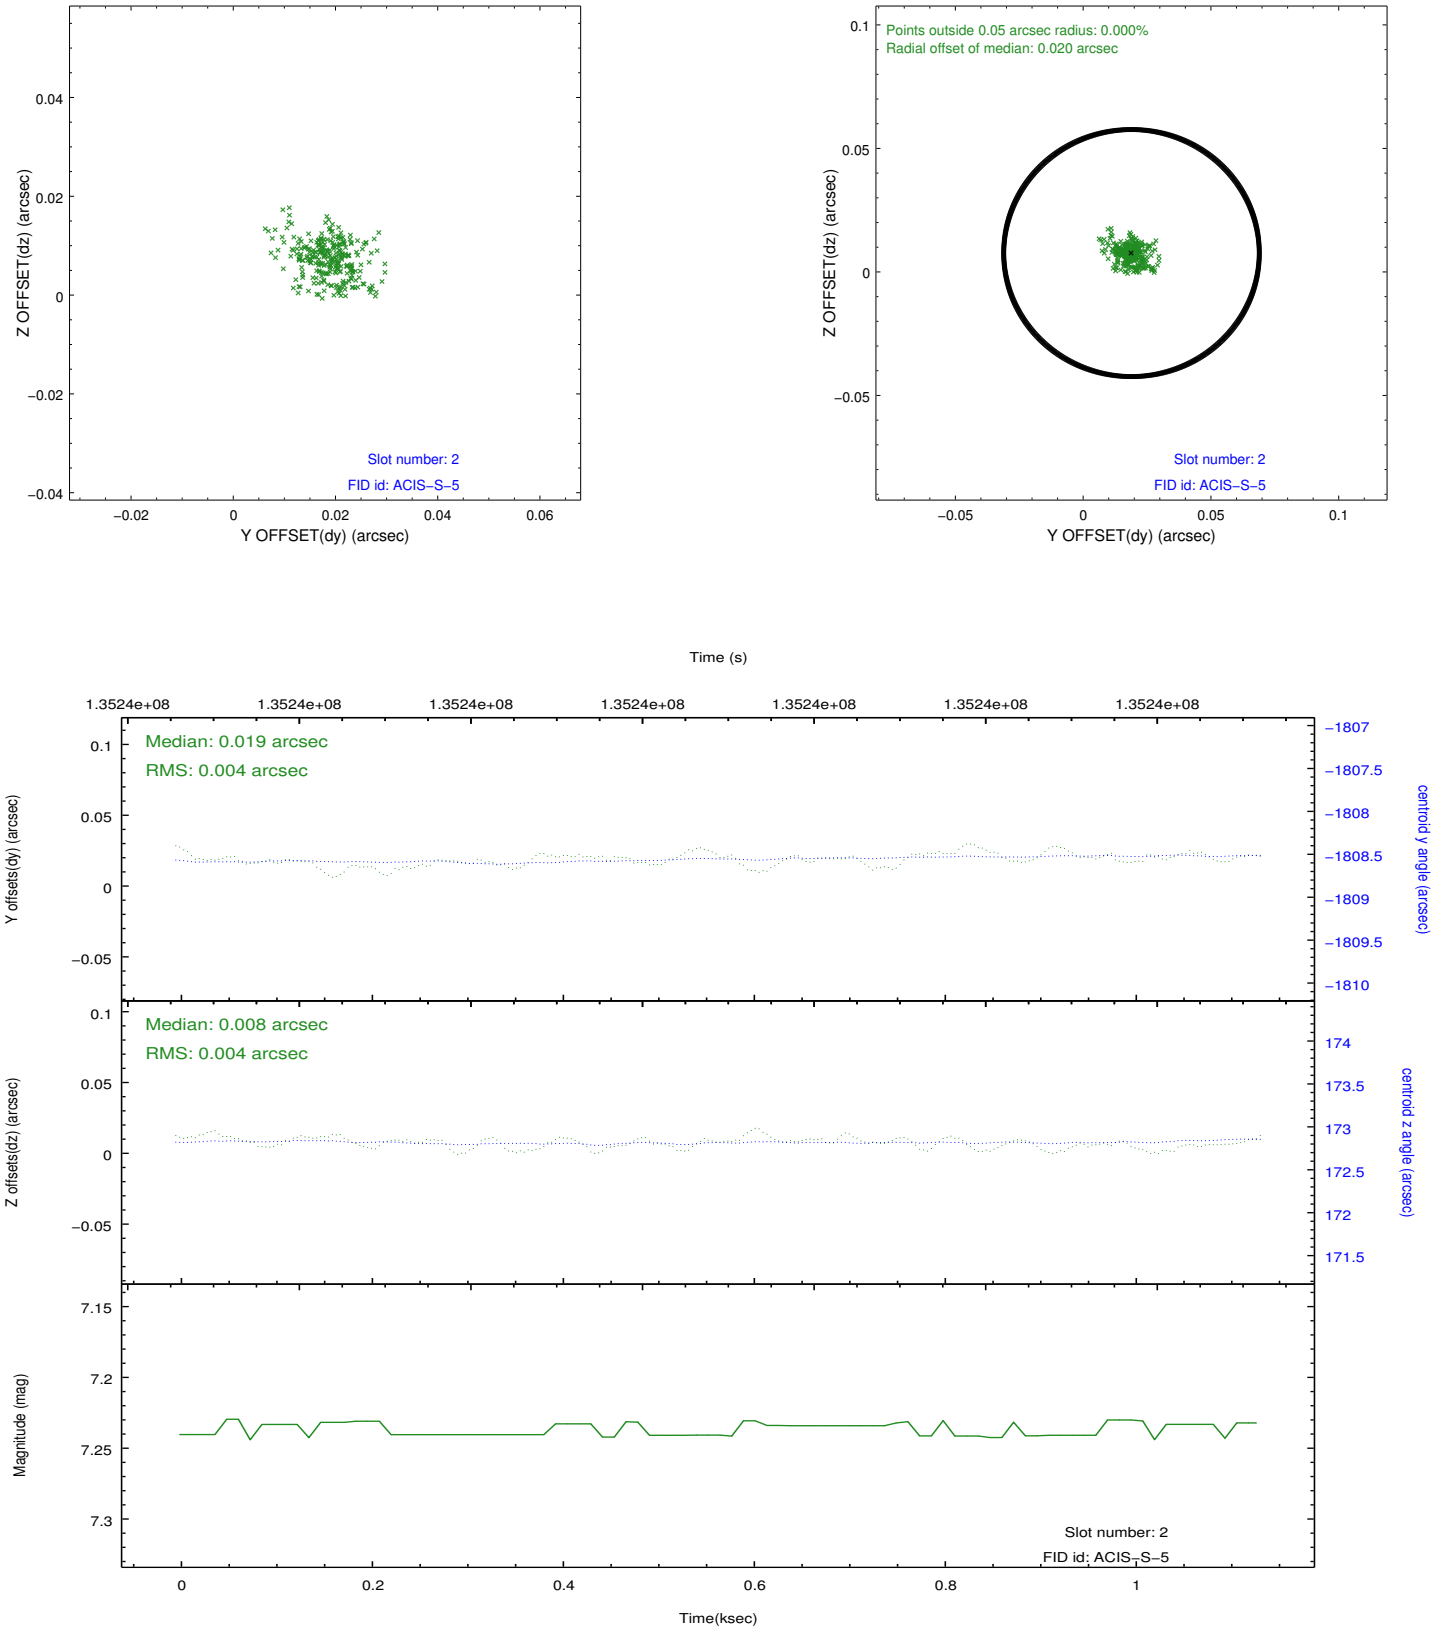 0.04
0.02
0
−0.02
−0.04
Z OFFSET(dz) (arcsec)
Slot number: 2
FID id: ACIS−S−5
−0.02
0
0.02
0.04
0.06
Y OFFSET(dy) (arcsec)
Points outside 0.05 arcsec radius: 0.000%
Radial offset of median: 0.020 arcsec
0.1
0.05
0
−0.05
Z OFFSET(dz) (arcsec)
Slot number: 2
FID id: ACIS−S−5
−0.05
0
0.05
0.1
Y OFFSET(dy) (arcsec)
Time (s)
1.3524e+08
1.3524e+08
1.3524e+08
1.3524e+08
1.3524e+08
1.3524e+08
1.3524e+08
Median: 0.019 arcsec
RMS: 0.004 arcsec
0.1
0.05
0
−0.05
Y offsets(dy) (arcsec)
−1807
−1807.5
−1808
−1808.5
−1809
−1809.5
−1810
centroid y angle (arcsec)
Median: 0.008 arcsec
RMS: 0.004 arcsec
0.1
0.05
0
−0.05
Z offsets(dz) (arcsec)
174
173.5
173
172.5
172
171.5
centroid z angle (arcsec)
7.15
7.2
7.25
7.3
Magnitude (mag)
Slot number: 2
FID id: ACIS−S−5
0
0.2
0.4
0.6
0.8
1
Time(ksec)